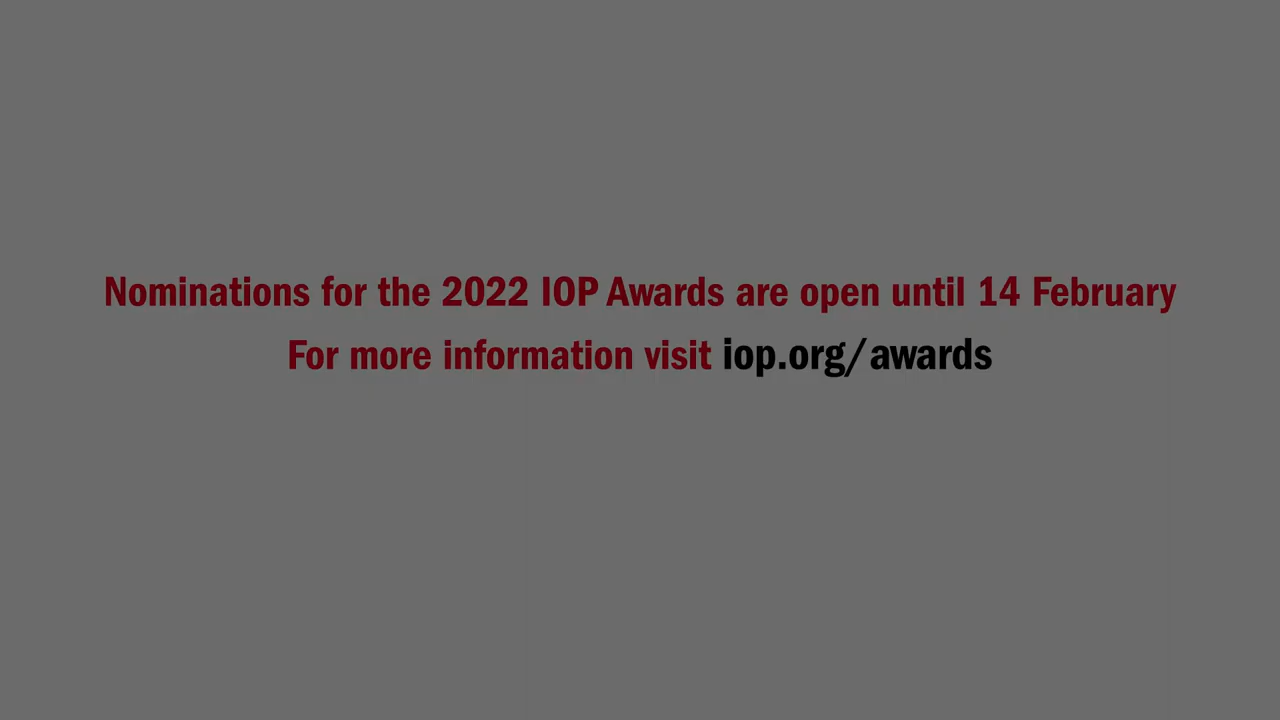 Nominations for the 2022 IOP Awards are open until 14 February
For more information visit iop.org/awards